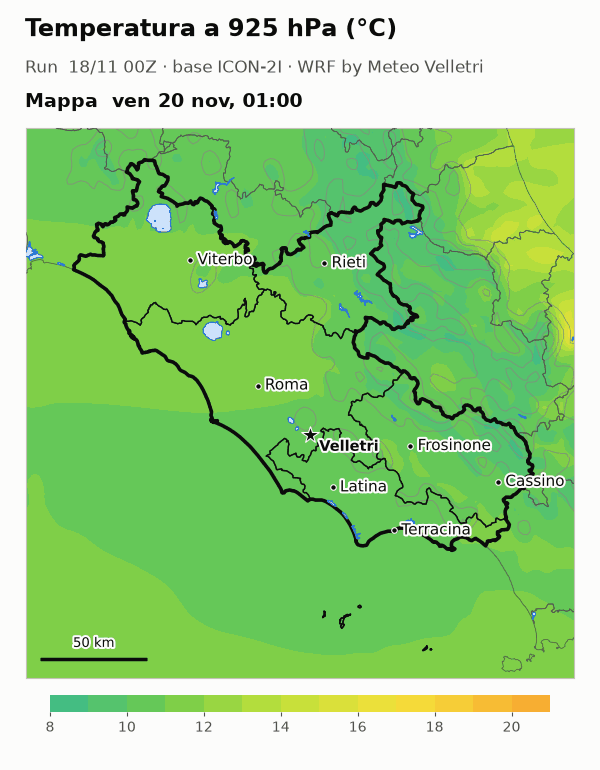 Temperatura a 925 hPa (°C)
Run  18/11 00Z · base ICON-2I · WRF by Meteo Velletri
Mappa  ven 20 nov, 01:00
Viterbo
Rieti
Roma
Velletri
Frosinone
Latina
Cassino
Terracina
50 km
8 10 12 14 16 18 20